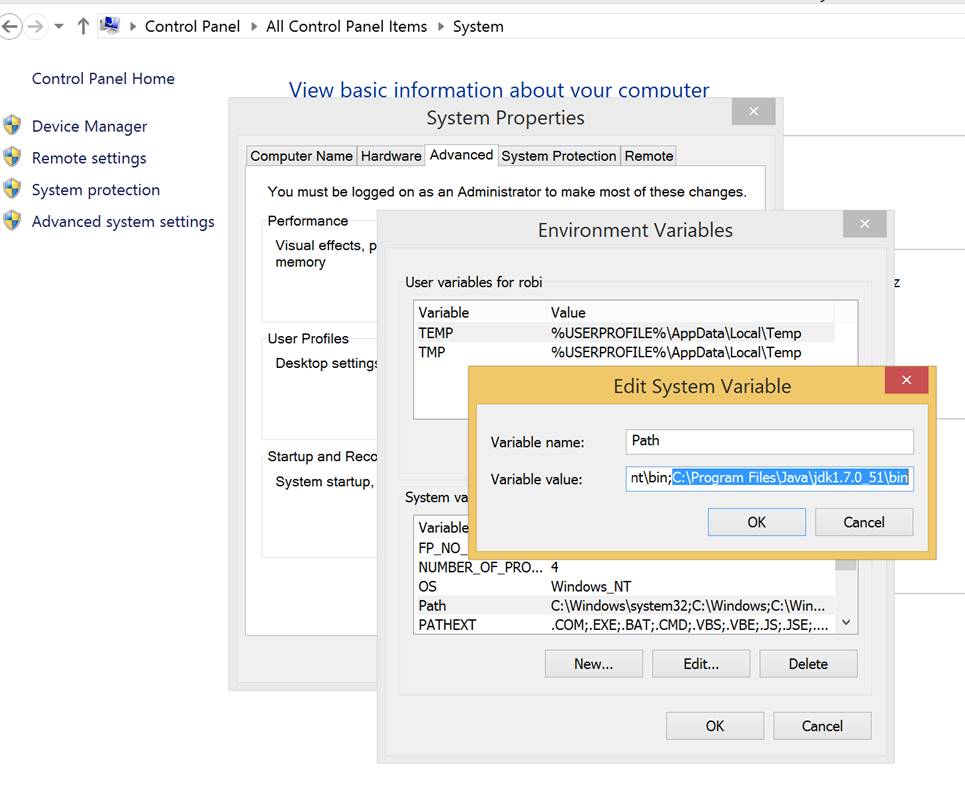 Control Panel All Control Panel Items System
Control Panel Home
Device Manager
Remote settings
System protection
Advanced system settings
View basic information about your computer
System Properties
Computer Name Hardware Advanced System Protection Remote
You must be logged on as an Administrator to make most of these changes.
Performance
Visual effects, p
memory
User Profiles
Desktop settings
Startup and Reco
System startup,
z
Environment Variables
User variables for robi
Variable Value
TEMP %USERPROFILE%\AppData\Local\Temp
TMP %USERPROFILE%\AppData\Local\Temp
Edit System Variable
Variable name: Path
Variable value: nt\bin;C:\Program Files\Java\jdk1.7.0_51\bin
OK Cancel
System va
Variable
FP_NO_
NUMBER_OF_PRO... 4
OS Windows_NT
Path C:\Windows\system32;C:\Windows;C:\Win...
PATHEXT .COM;.EXE;.BAT;.CMD;.VBS;.VBE;.JS;.JSE;....
New... Edit... Delete
OK Cancel